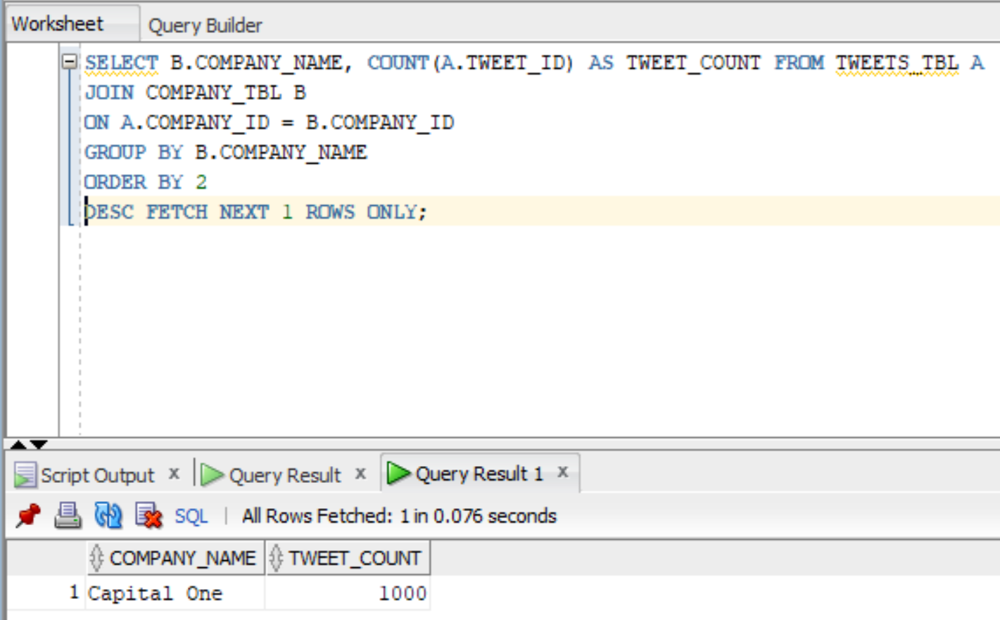 Worksheet Query Builder
SELECT B.COMPANY_NAME, COUNT(A.TWEET_ID) AS TWEET_COUNT FROM TWEETS_TBL A
JOIN COMPANY_TBL B
ON A.COMPANY_ID = B.COMPANY_ID
GROUP BY B.COMPANY_NAME
ORDER BY 2
DESC FETCH NEXT 1 ROWS ONLY;
Script Output x Query Result x Query Result 1 x
SQL | All Rows Fetched: 1 in 0.076 seconds
COMPANY_NAME TWEET_COUNT
1 Capital One 1000